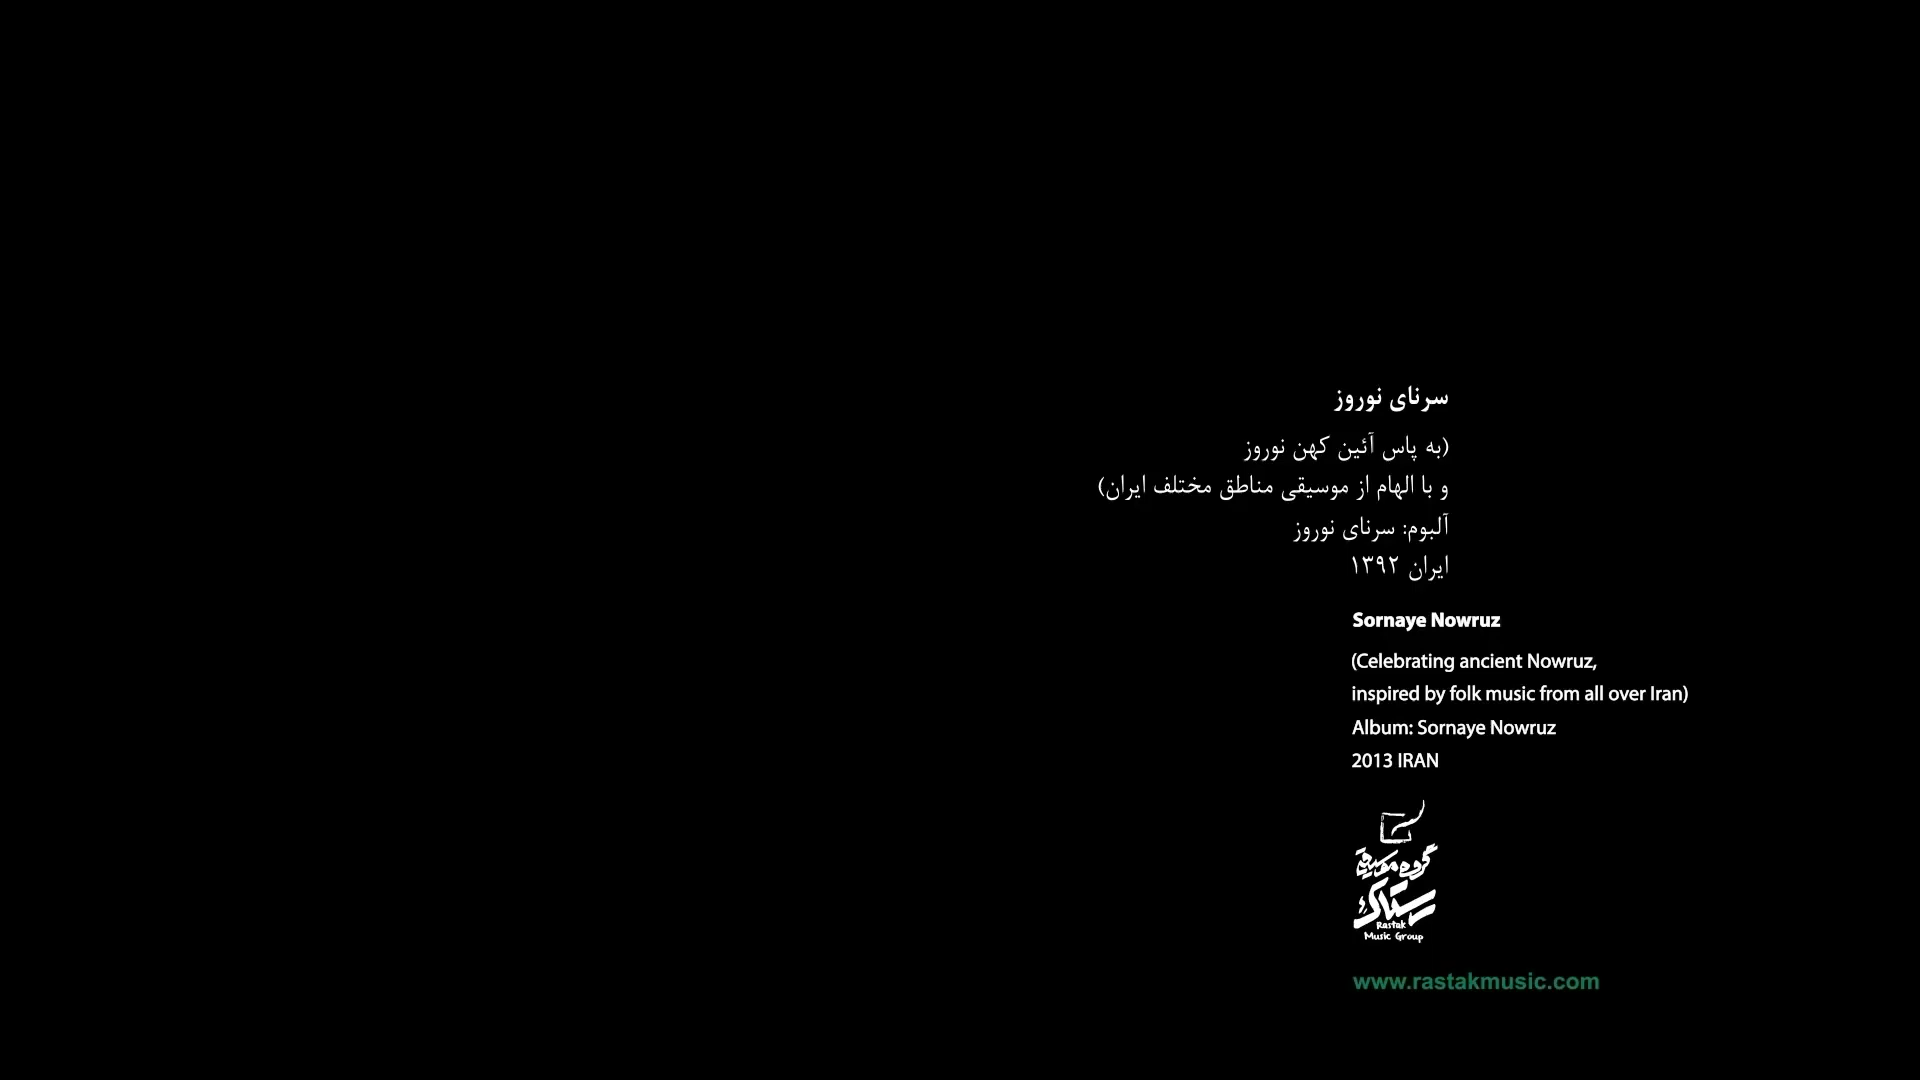 سرنای نوروز
(به پاس آئین کهن نوروز
و با الهام از موسیقی مناطق مختلف ایران)
آلبوم: سرنای نوروز
ایران ۱۳۹۲
Sornaye Nowruz
(Celebrating ancient Nowruz,
inspired by folk music from all over Iran)
Album: Sornaye Nowruz
2013 IRAN
گروه موسیقی
رستاک
Rastak
Music Group
www.rastakmusic.com